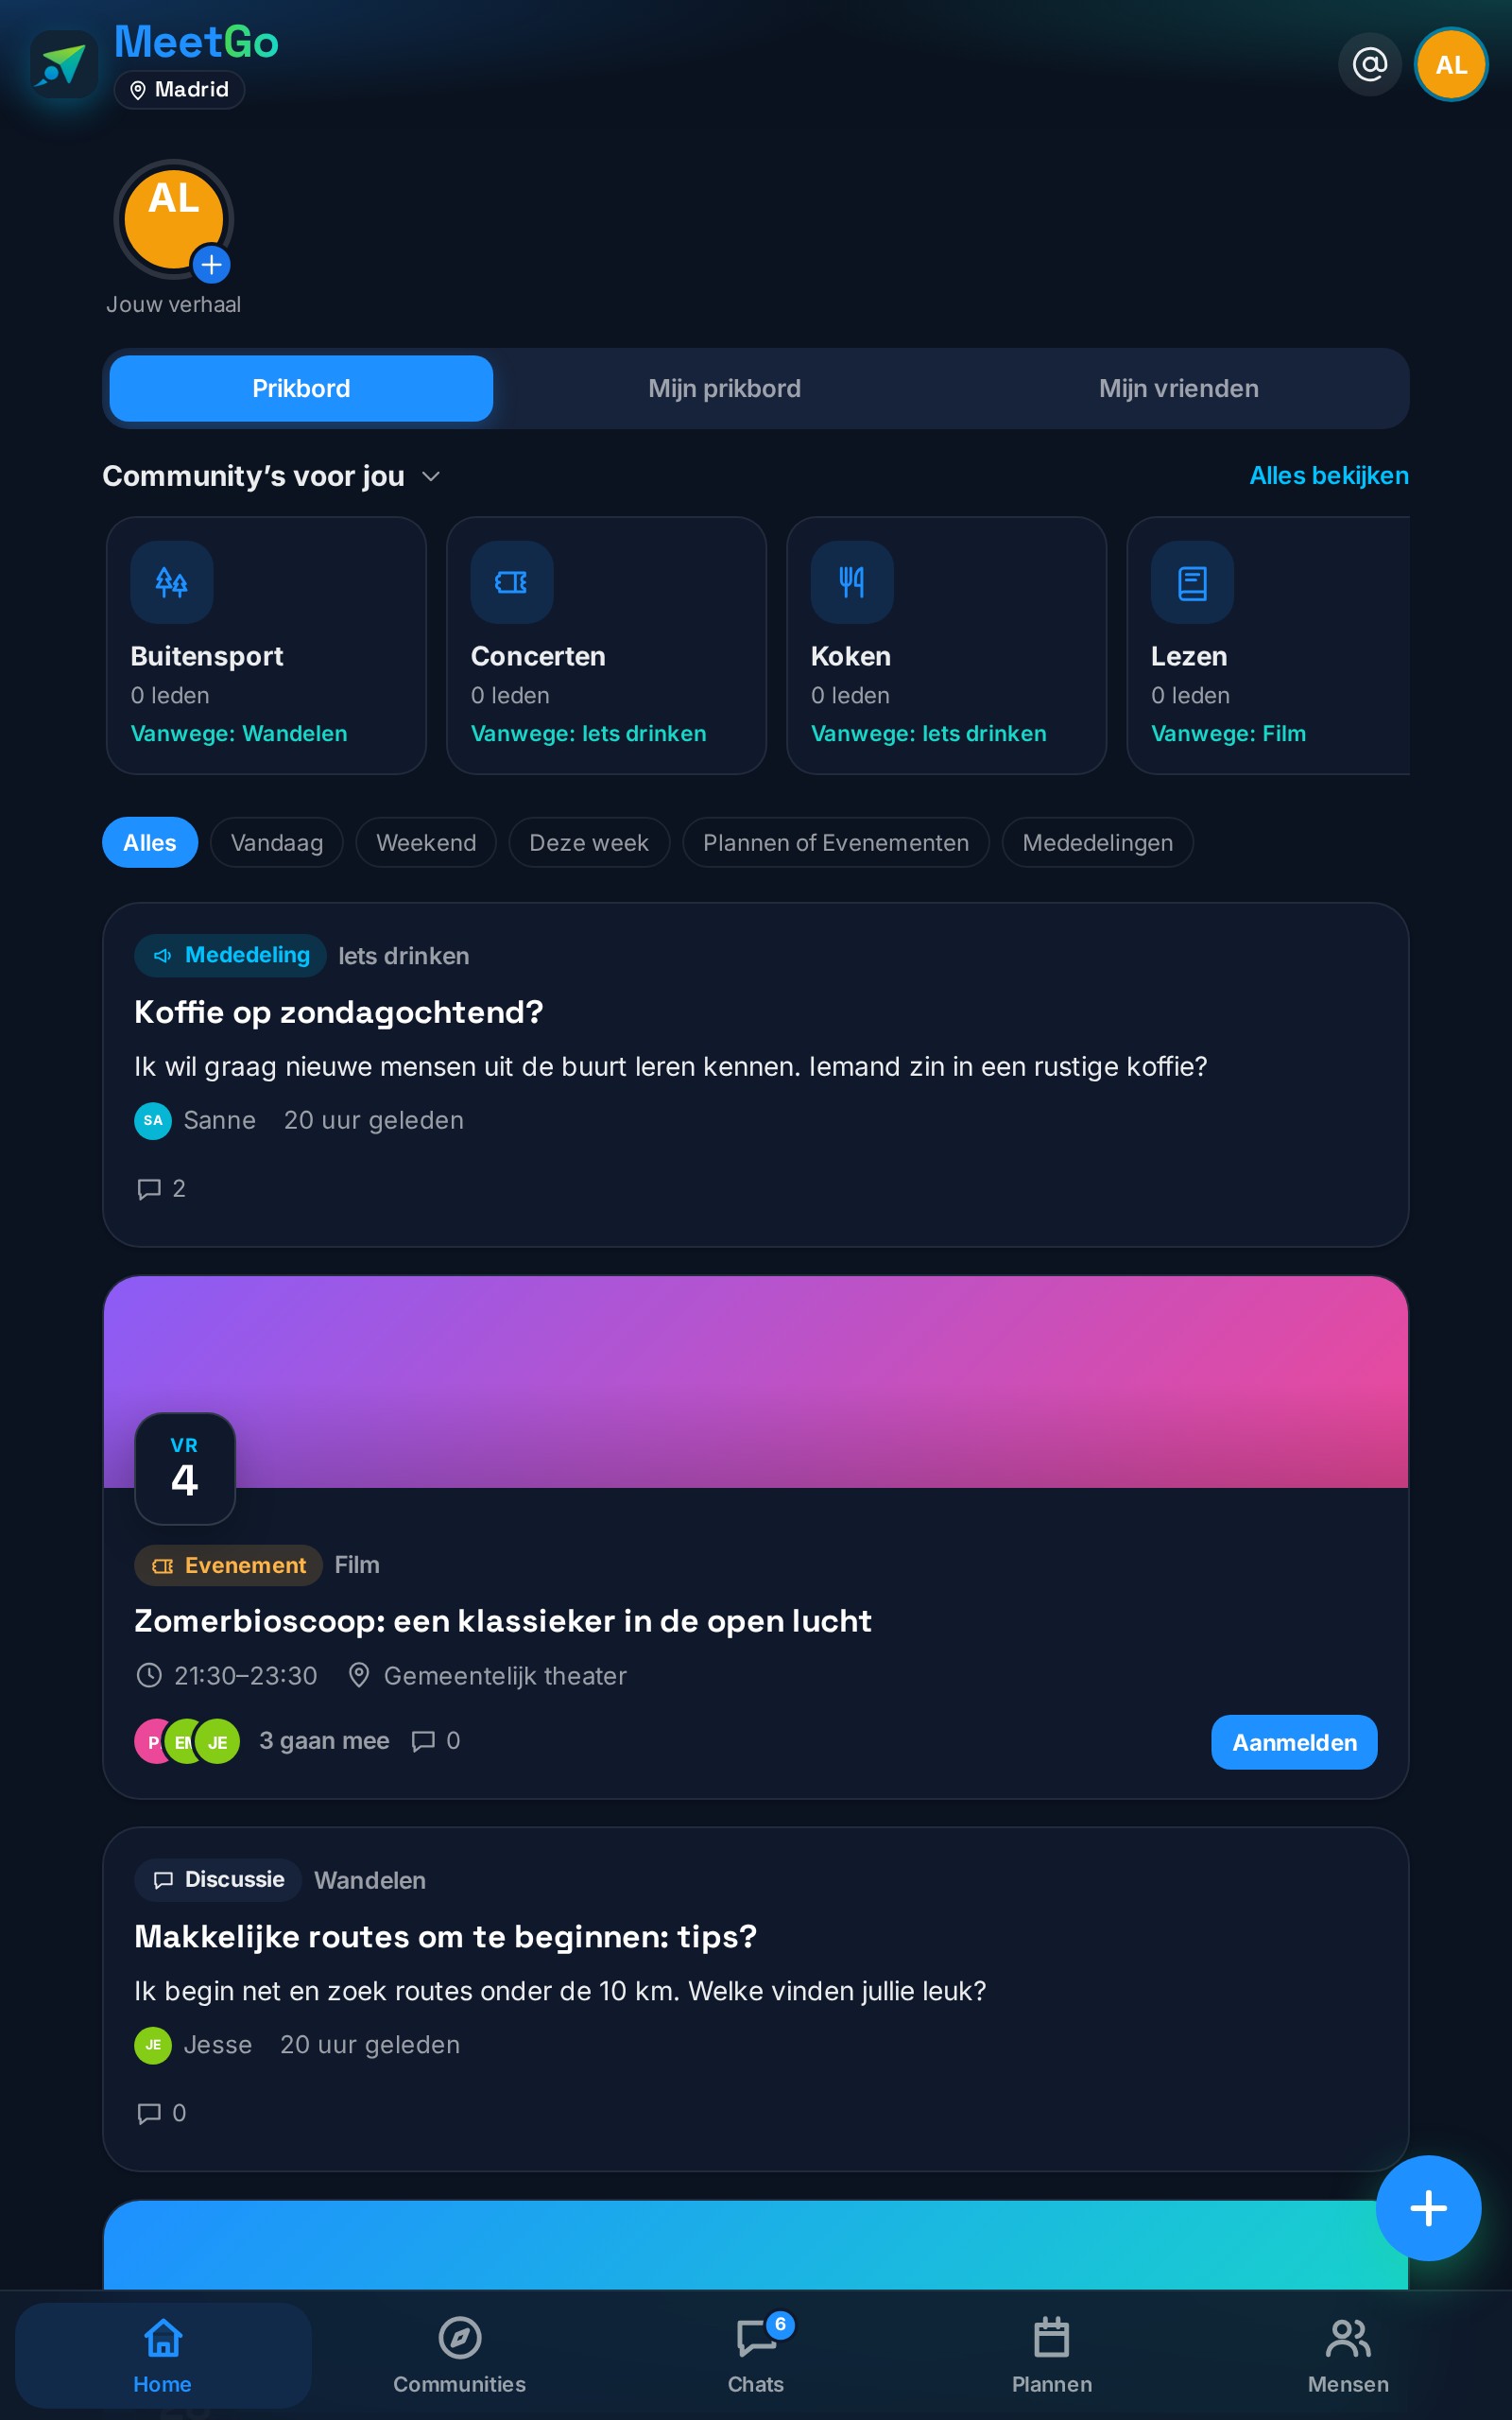 MeetGo
Madrid
AL
AL
Jouw verhaal
Prikbord
Mijn prikbord
Mijn vrienden
Community’s voor jou
Alles bekijken
Buitensport
0 leden
Vanwege: Wandelen
Concerten
0 leden
Vanwege: Iets drinken
Koken
0 leden
Vanwege: Iets drinken
Lezen
0 leden
Vanwege: Film
Alles
Vandaag
Weekend
Deze week
Plannen of Evenementen
Mededelingen
Mededeling
Iets drinken
Koffie op zondagochtend?
Ik wil graag nieuwe mensen uit de buurt leren kennen. Iemand zin in een rustige koffie?
SA
Sanne
20 uur geleden
2
VR
4
Evenement
Film
Zomerbioscoop: een klassieker in de open lucht
21:30–23:30
Gemeentelijk theater
JE
3 gaan mee
0
Aanmelden
Discussie
Wandelen
Makkelijke routes om te beginnen: tips?
Ik begin net en zoek routes onder de 10 km. Welke vinden jullie leuk?
JE
Jesse
20 uur geleden
0
Home
Communities
6
Chats
Plannen
Mensen